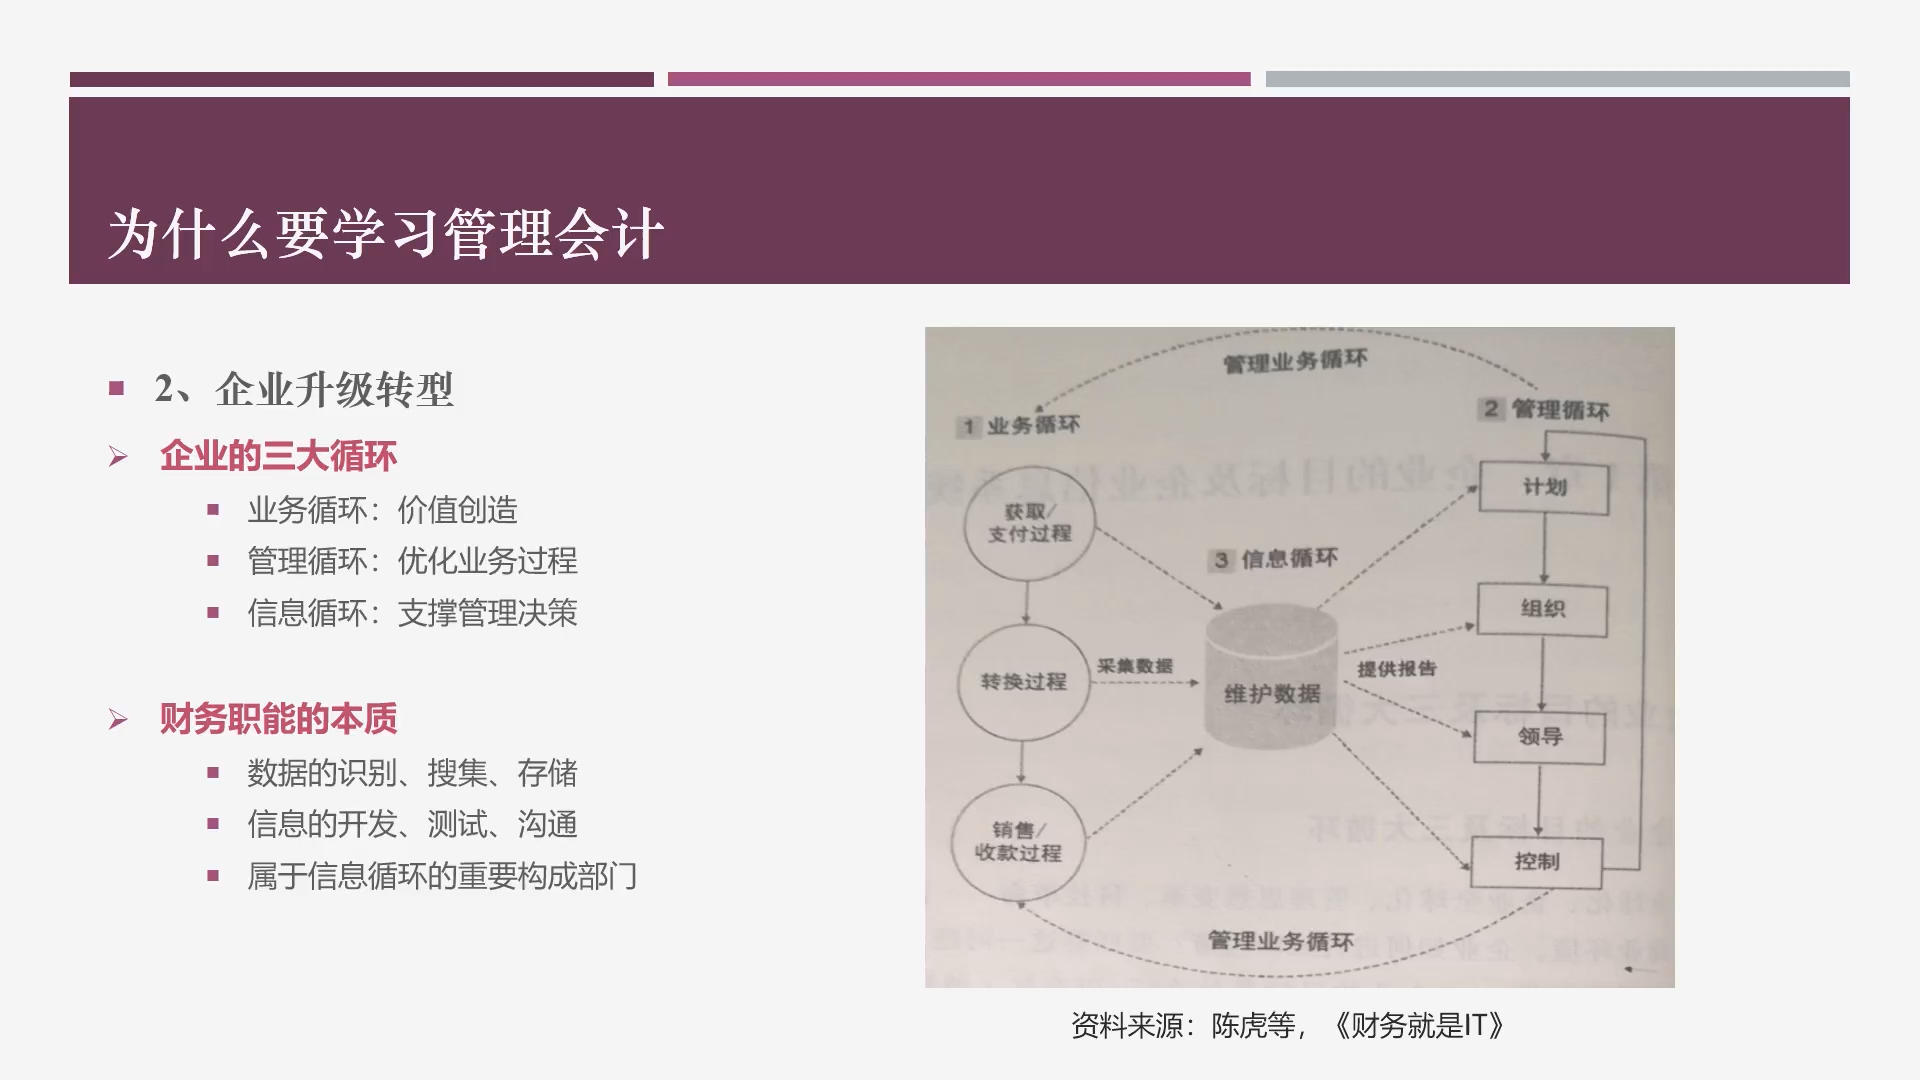 为什么要学习管理会计
2、企业升级转型
企业的三大循环
业务循环：价值创造
管理循环：优化业务过程
信息循环：支撑管理决策
财务职能的本质
数据的识别、搜集、存储
信息的开发、测试、沟通
属于信息循环的重要构成部门
管理业务循环
1 业务循环
2 管理循环
获取/
支付过程
3 信息循环
计划
组织
转换过程
采集数据
维护数据
提供报告
领导
销售/
收款过程
控制
管理业务循环
资料来源：陈虎等，《财务就是IT》